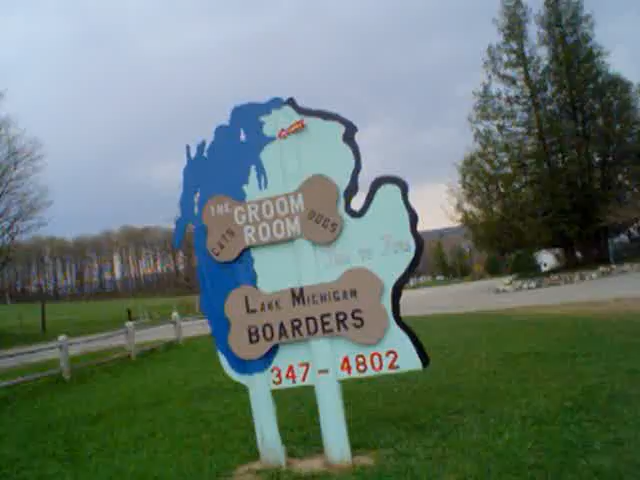 THE GROOM
CATS ROOM DOGS
LAKE MICHIGAN
BOARDERS
347-4802